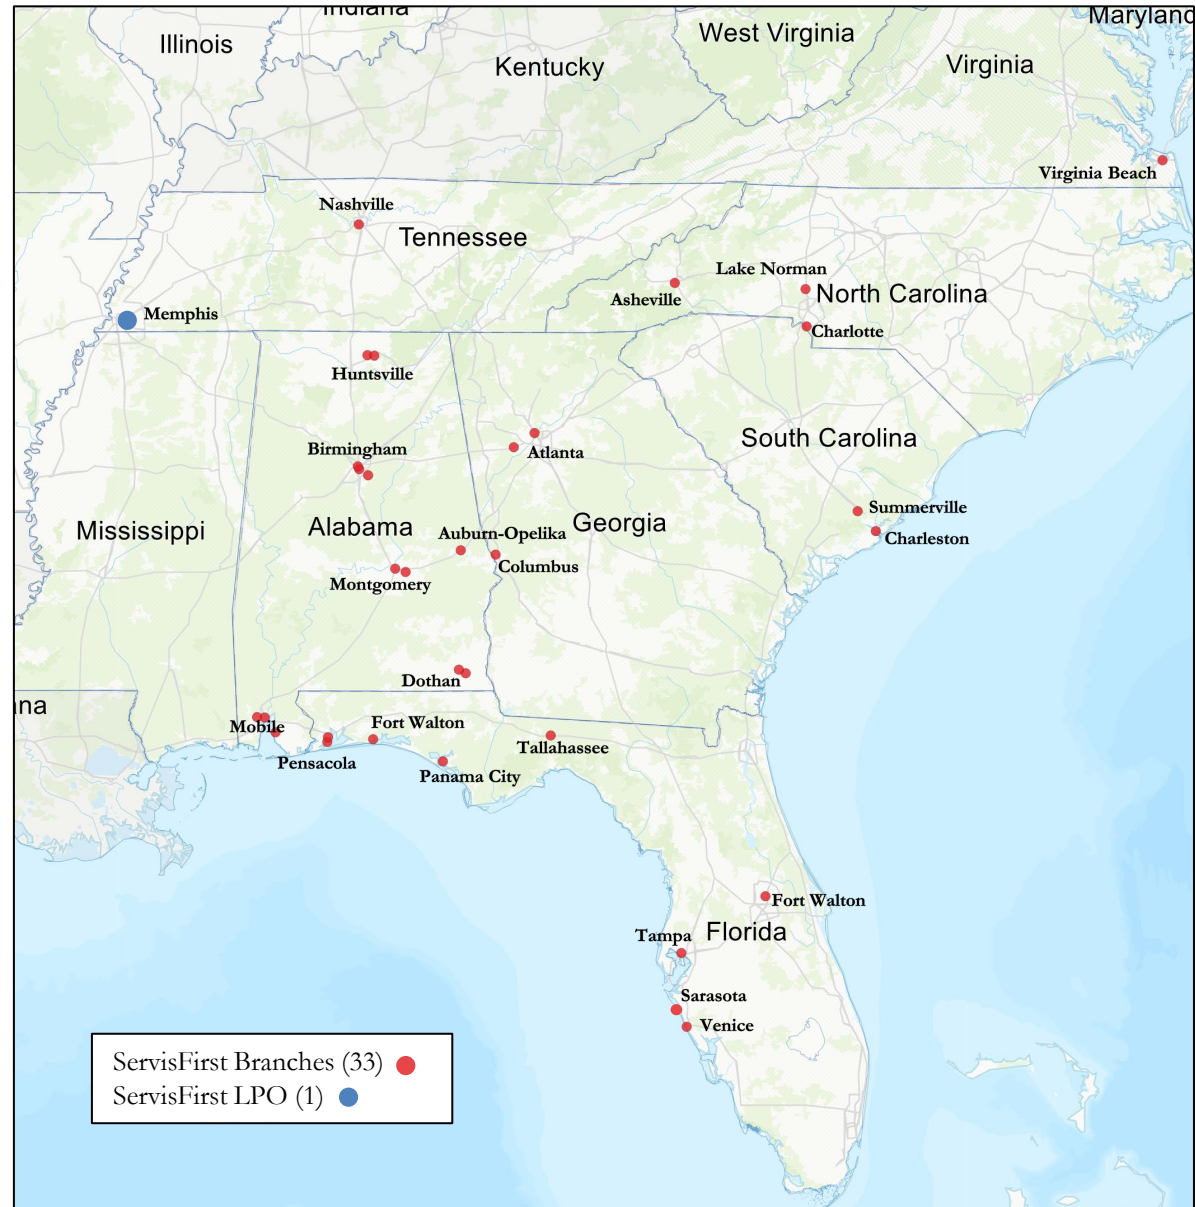 Indiana
Maryland
Illinois
West Virginia
Kentucky
Virginia
Virginia Beach
Nashville
Tennessee
Lake Norman
Asheville
North Carolina
Memphis
Charlotte
Huntsville
South Carolina
Birmingham
Atlanta
Summerville
Mississippi
Alabama
Georgia
Auburn-Opelika
Charleston
Columbus
Montgomery
Dothan
ana
Mobile
Fort Walton
Tallahassee
Pensacola
Panama City
Fort Walton
Tampa
Florida
Sarasota
Venice
ServisFirst Branches (33)
ServisFirst LPO (1)